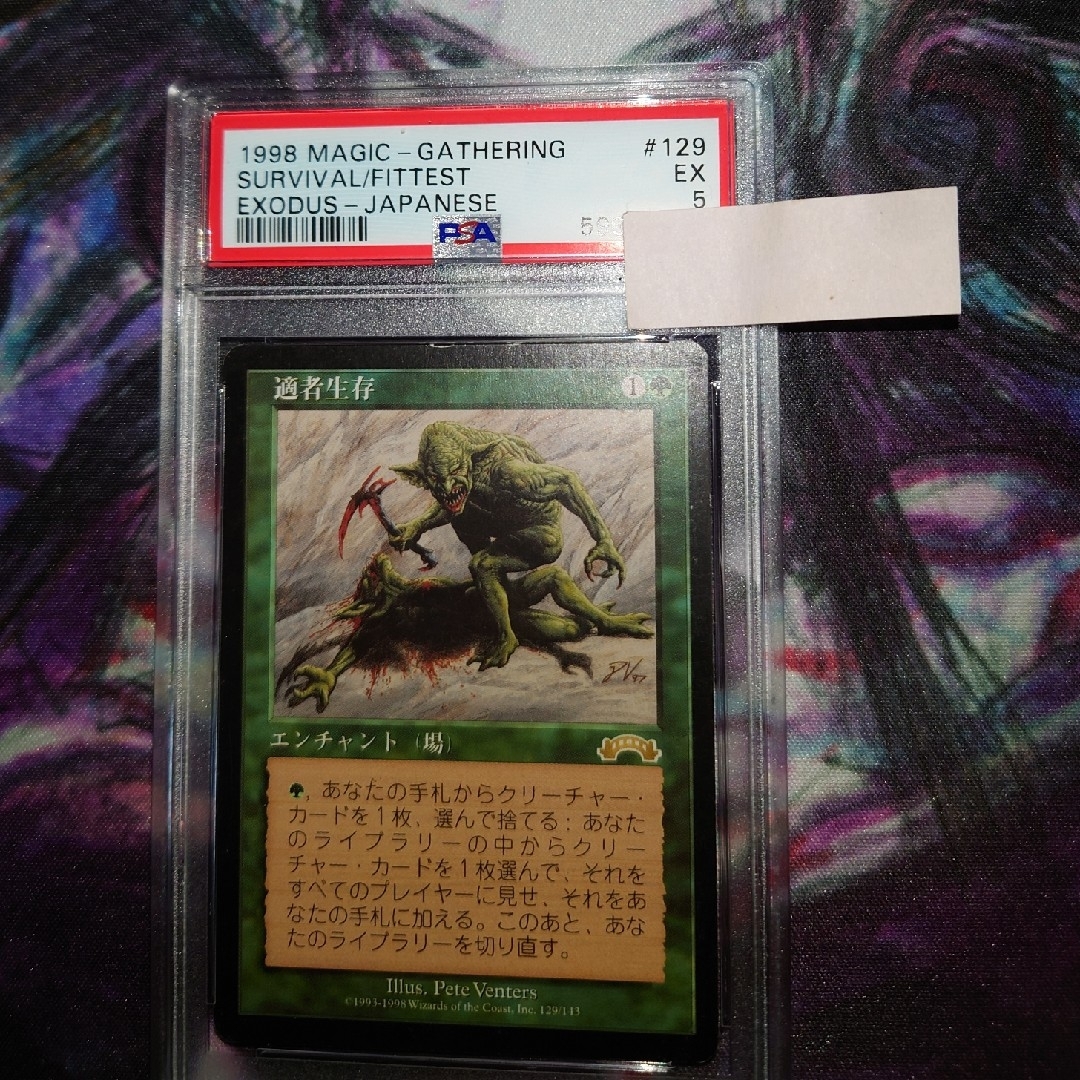 1998 MAGIC - GATHERING #129
SURVIVAL/FITTEST EX
EXODUS - JAPANESE 5
PSA
適者生存 1
PV97
エンチャント (場)
, あなたの手札からクリーチャー・
カードを1枚、選んで捨てる: あなた
のライブラリーの中からクリー
チャー・カードを1枚選んで、それを
すべてのプレイヤーに見せ、それをあ
なたの手札に加える。このあと、あな
たのライブラリーを切り直す。
Illus. Pete Venters
©1993-1998 Wizards of the Coast, Inc. 129/143